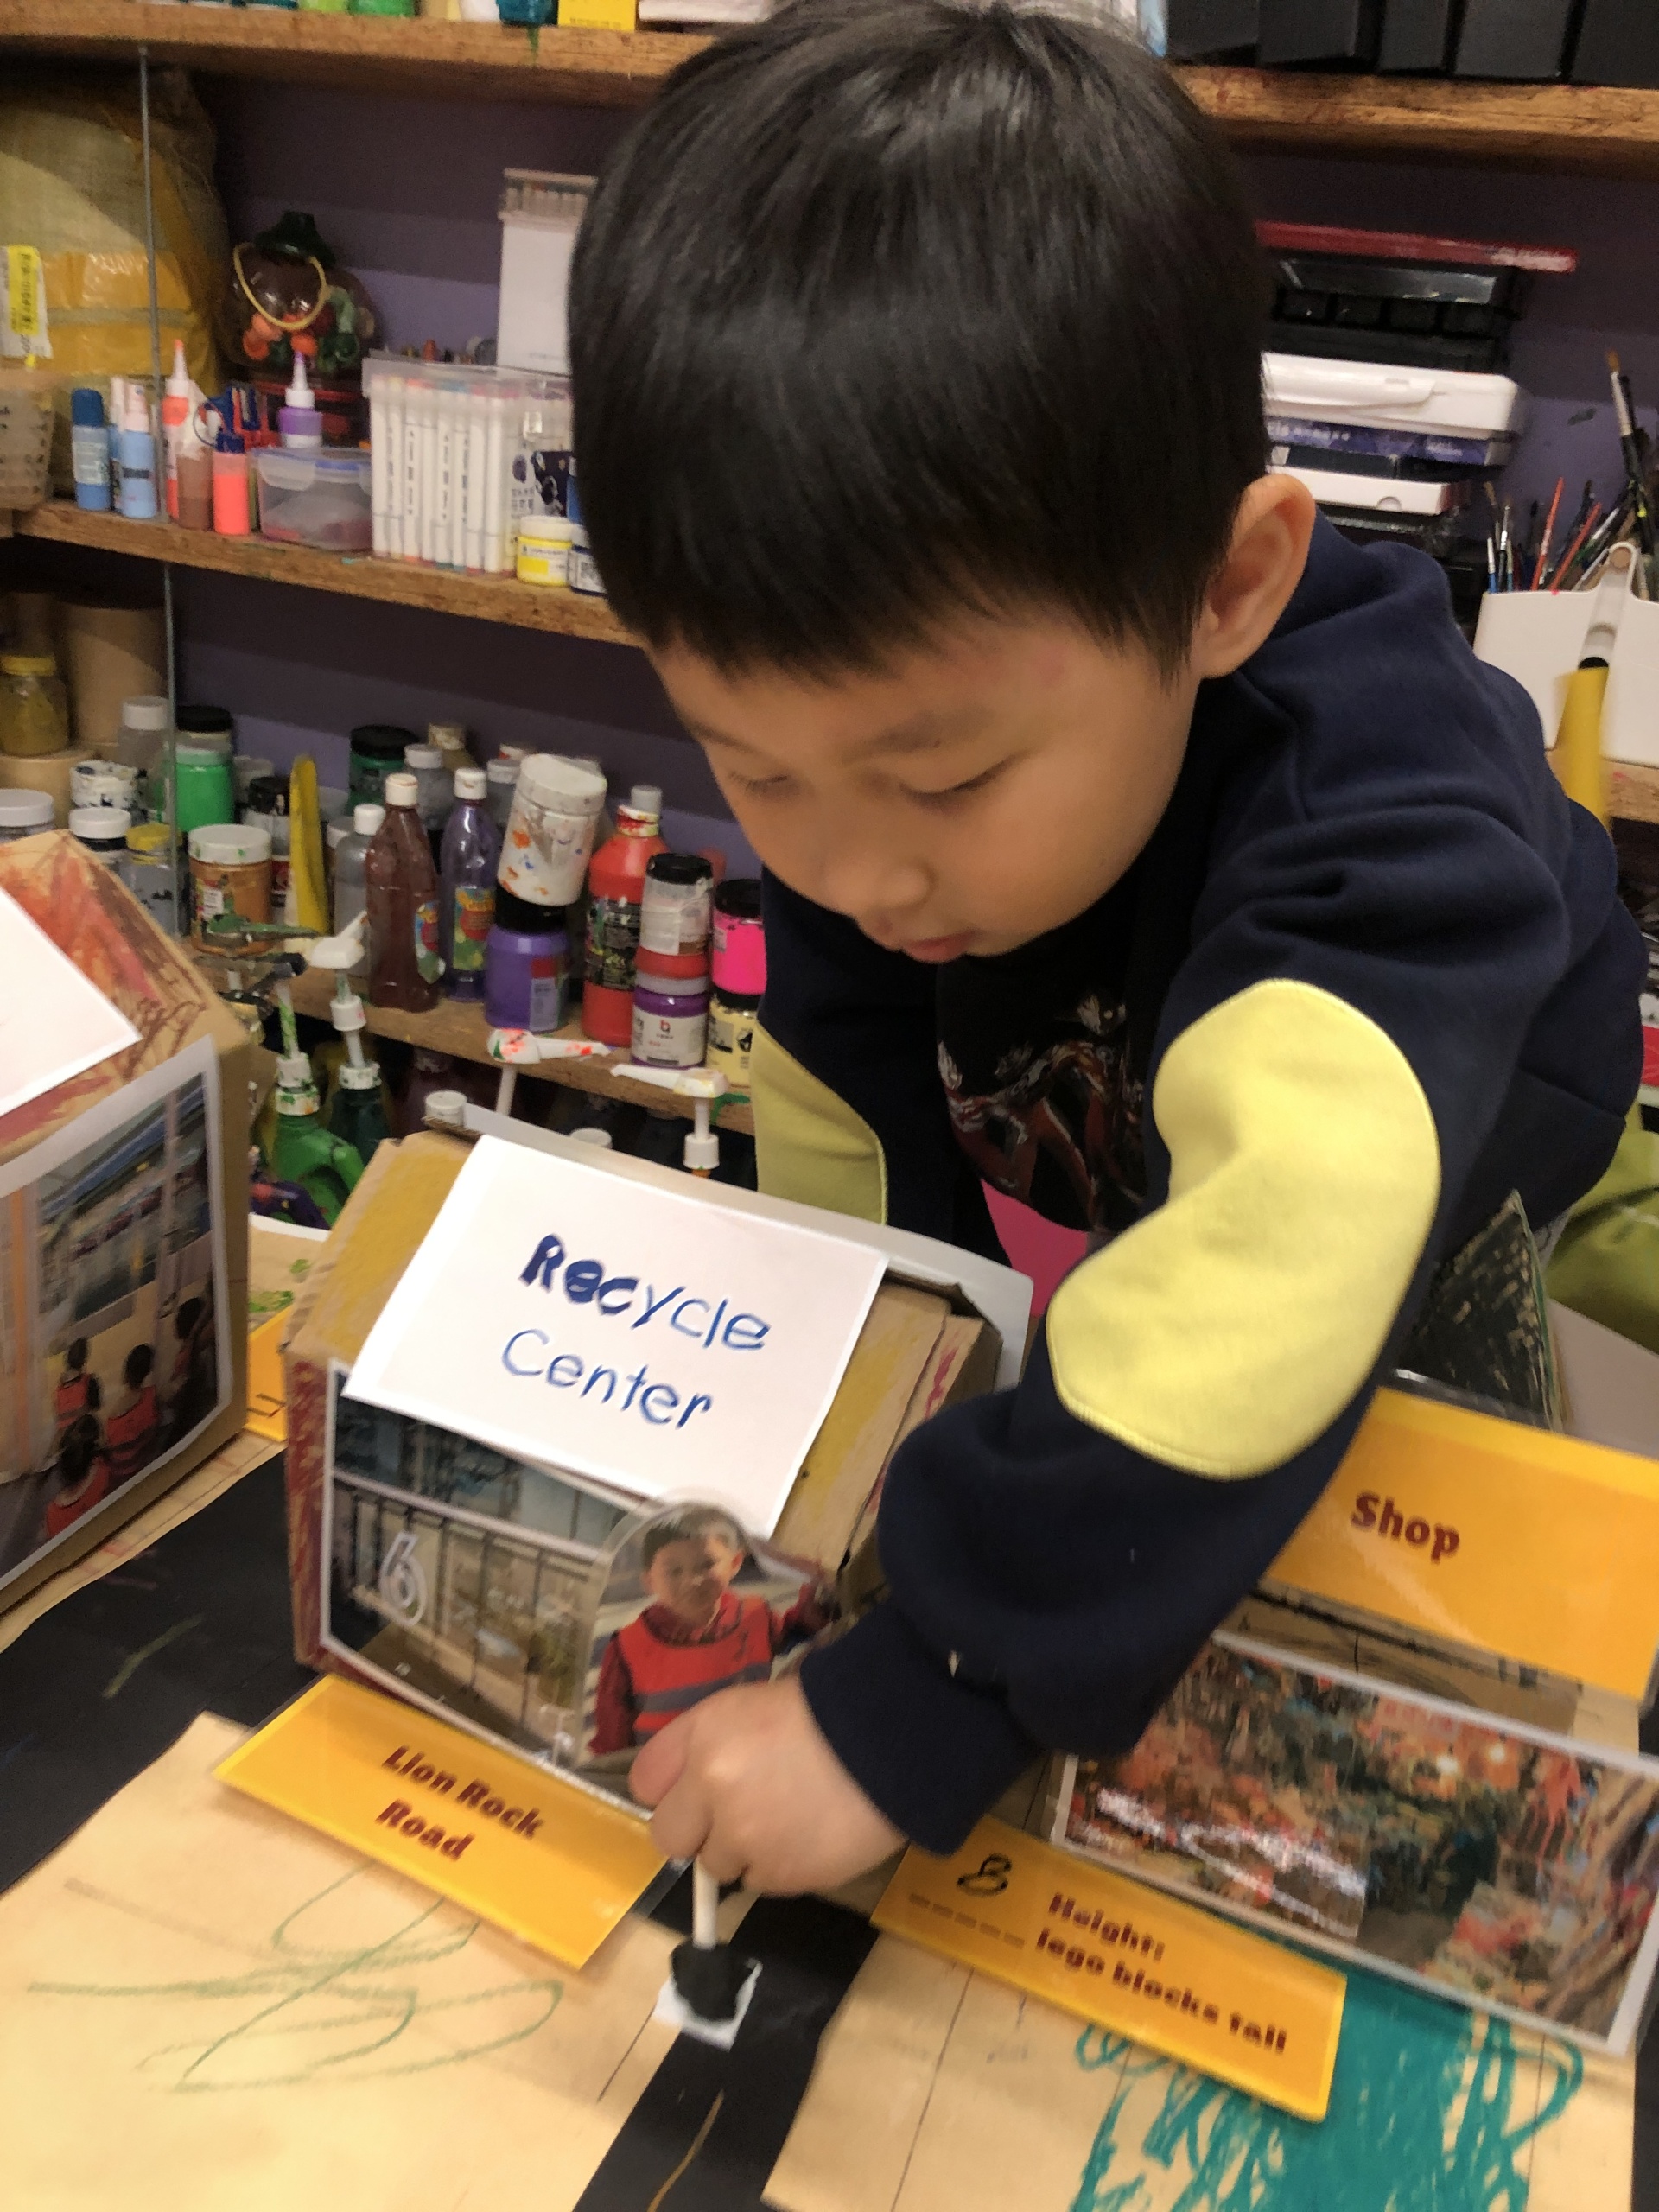 Recycle
Center
6
Lion Rock
Road
Shop
8
Height:
lego blocks tall